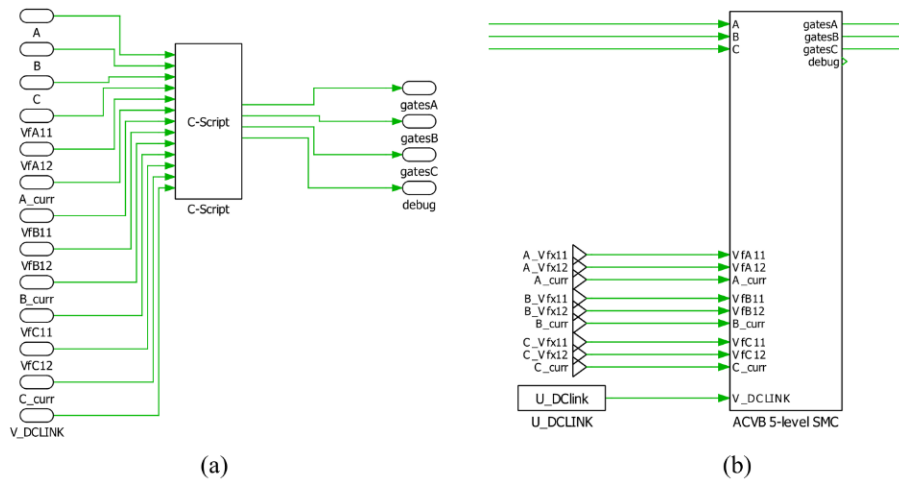 A
B
C
VfA11
VfA12
A_curr
VfB11
VfB12
B_curr
VfC11
VfC12
C_curr
V_DCLINK
C-Script
C-Script
gatesA
gatesB
gatesC
debug
(a)
A
B
C
gatesA
gatesB
gatesC
debug
A_Vfx11
A_Vfx12
A_curr
B_Vfx11
B_Vfx12
B_curr
C_Vfx11
C_Vfx12
C_curr
U_DClink
U_DCLINK
VfA11
VfA12
A_curr
VfB11
VfB12
B_curr
VfC11
VfC12
C_curr
V_DCLINK
ACVB 5-level SMC
(b)